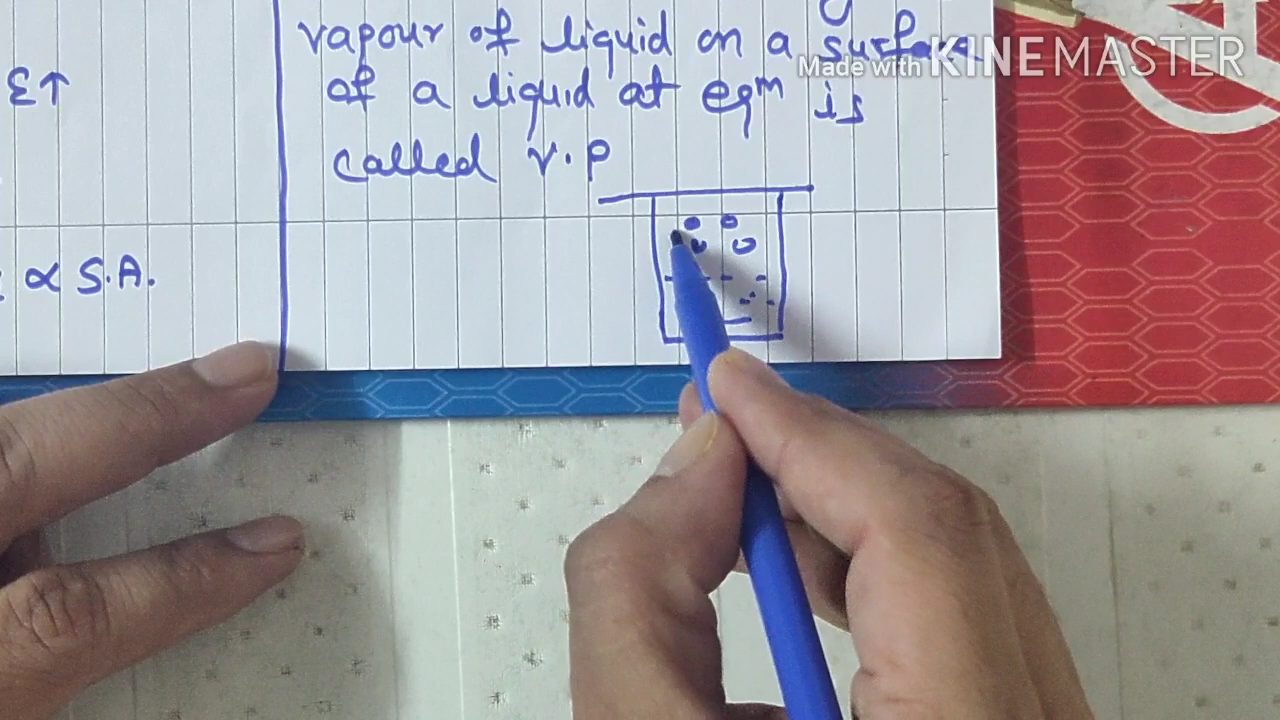 vapour of liquid on a surface
Made with KINEMASTER
ε↑
of a liquid at eqm is
called V.P
∝ S.A.